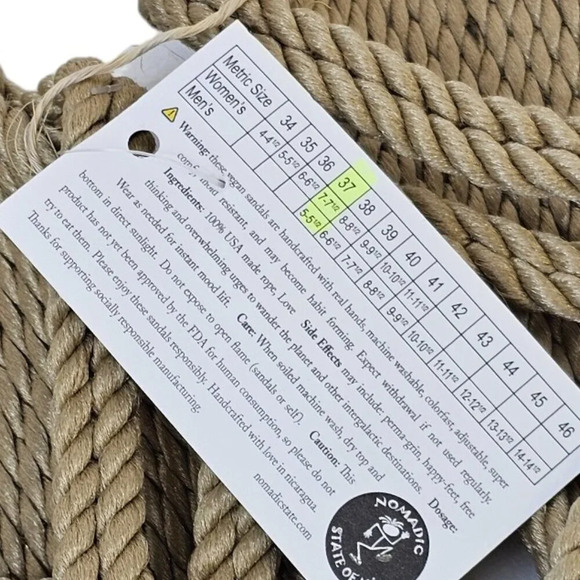 Metric Size 34 35 36 37 38 39 40 41 42 43 44 45 46
Women's 4-4½ 5-5½ 6-6½ 7-7½ 8-8½ 9-9½ 10-10½ 11-11½
Men's 5-5½ 6-6½ 7-7½ 8-8½ 9-9½ 10-10½ 11-11½ 12-12½ 13-13½ 14-14½
Warning: these vegan sandals are handcrafted with real hands, machine washable, colorfast, adjustable, super
resistant, and may become habit forming. Expect withdrawal if not used regularly.
Ingredients: 100% USA made rope, Love Side Effects may include: perma-grin, happy-feet, free
thinking and overwhelming urges to wander the planet and other intergalactic destinations. Dosage:
Wear as needed for instant mood lift. Care: When soiled machine wash, dry top and
bottom in direct sunlight. Do not expose to open flame (sandals or self). Caution: This
product has not yet been approved by the FDA for human consumption, so please do not
try to eat them. Please enjoy these sandals responsibly. Handcrafted with love in nicaragua.
Thanks for supporting socially responsible manufacturing. nomadicstate.com
NOMADIC
STATE OF